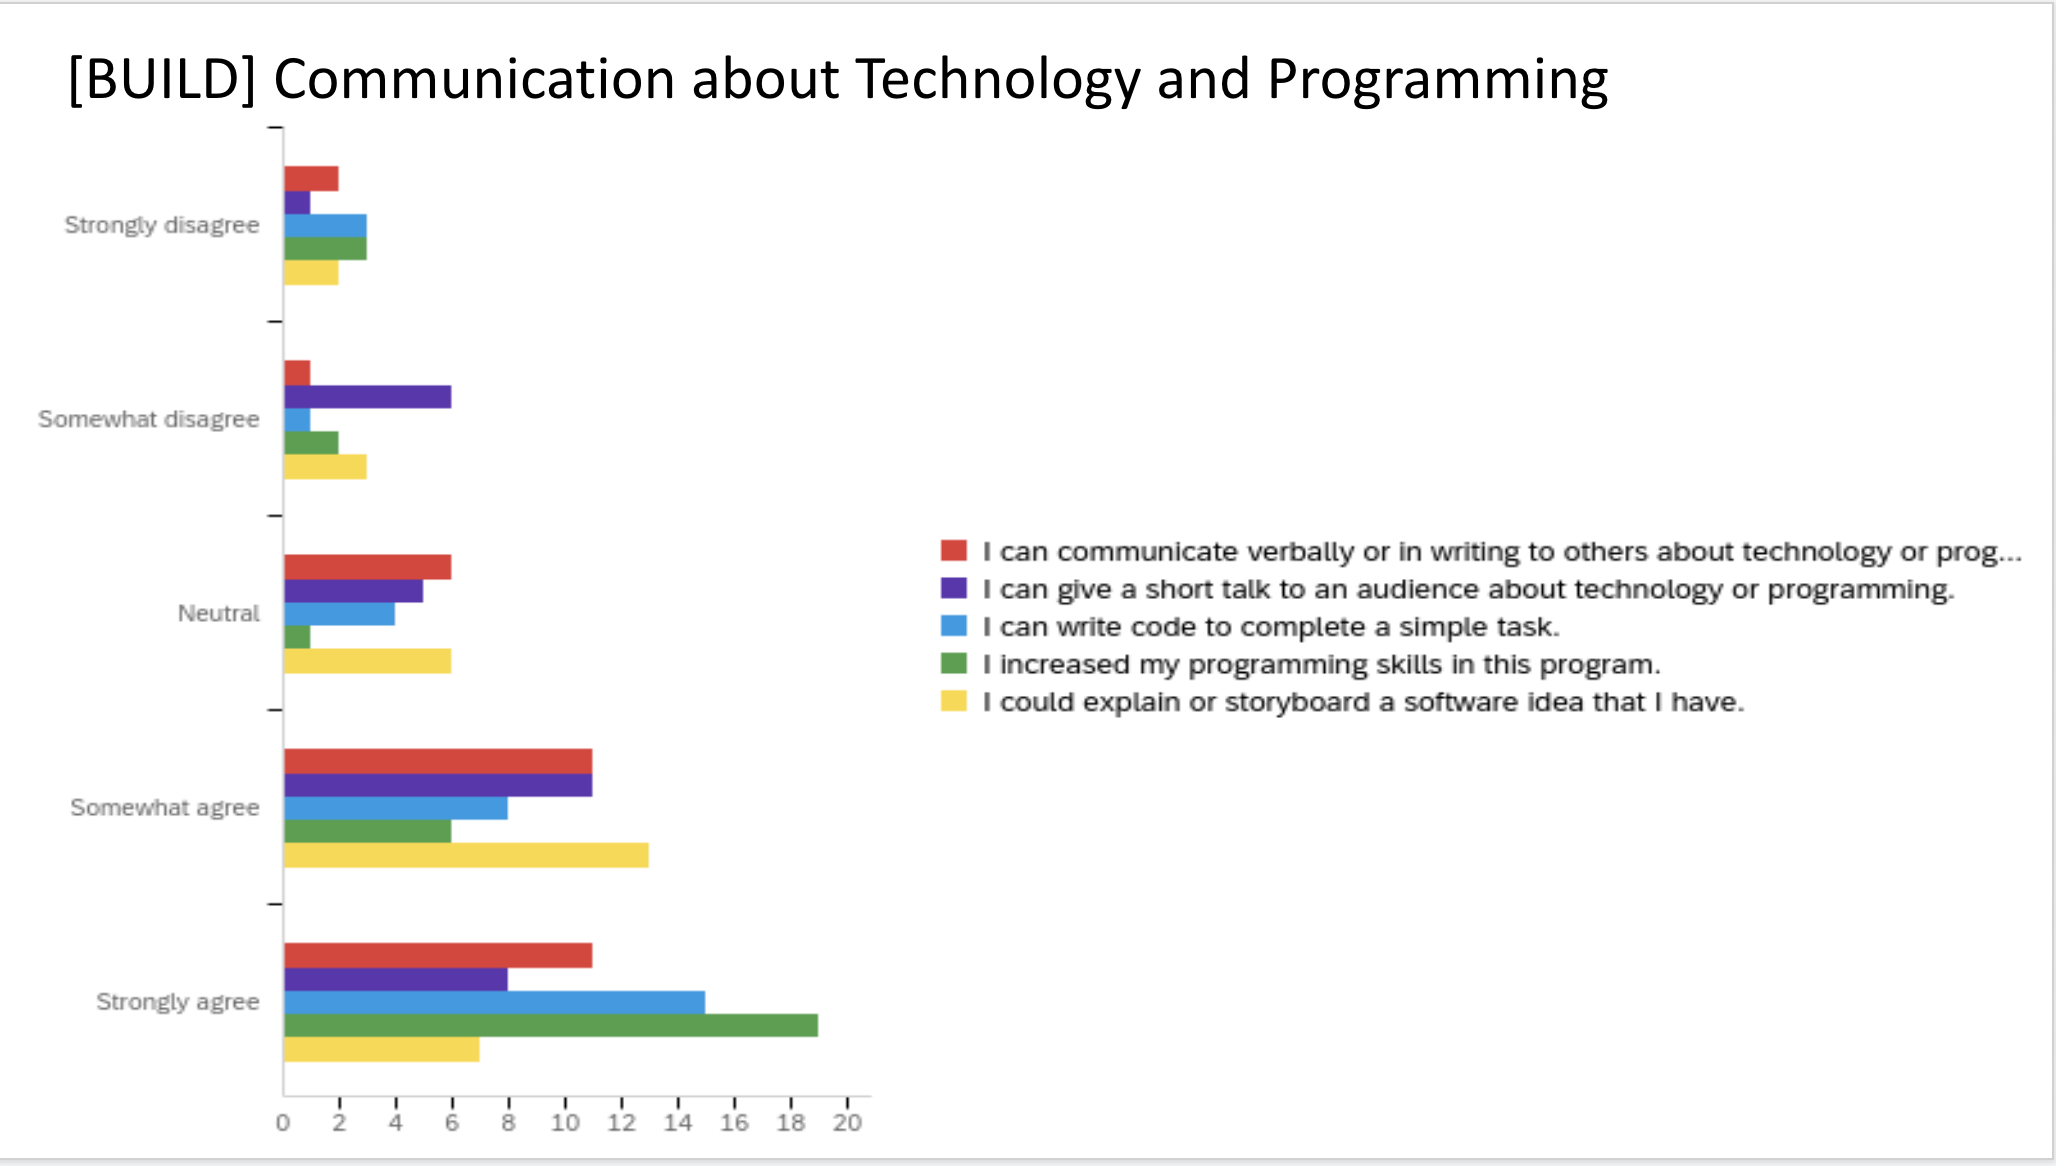 [BUILD] Communication about Technology and Programming
Strongly disagree
Somewhat disagree
Neutral
Somewhat agree
Strongly agree
0 2 4 6 8 10 12 14 16 18 20
I can communicate verbally or in writing to others about technology or prog...
I can give a short talk to an audience about technology or programming.
I can write code to complete a simple task.
I increased my programming skills in this program.
I could explain or storyboard a software idea that I have.